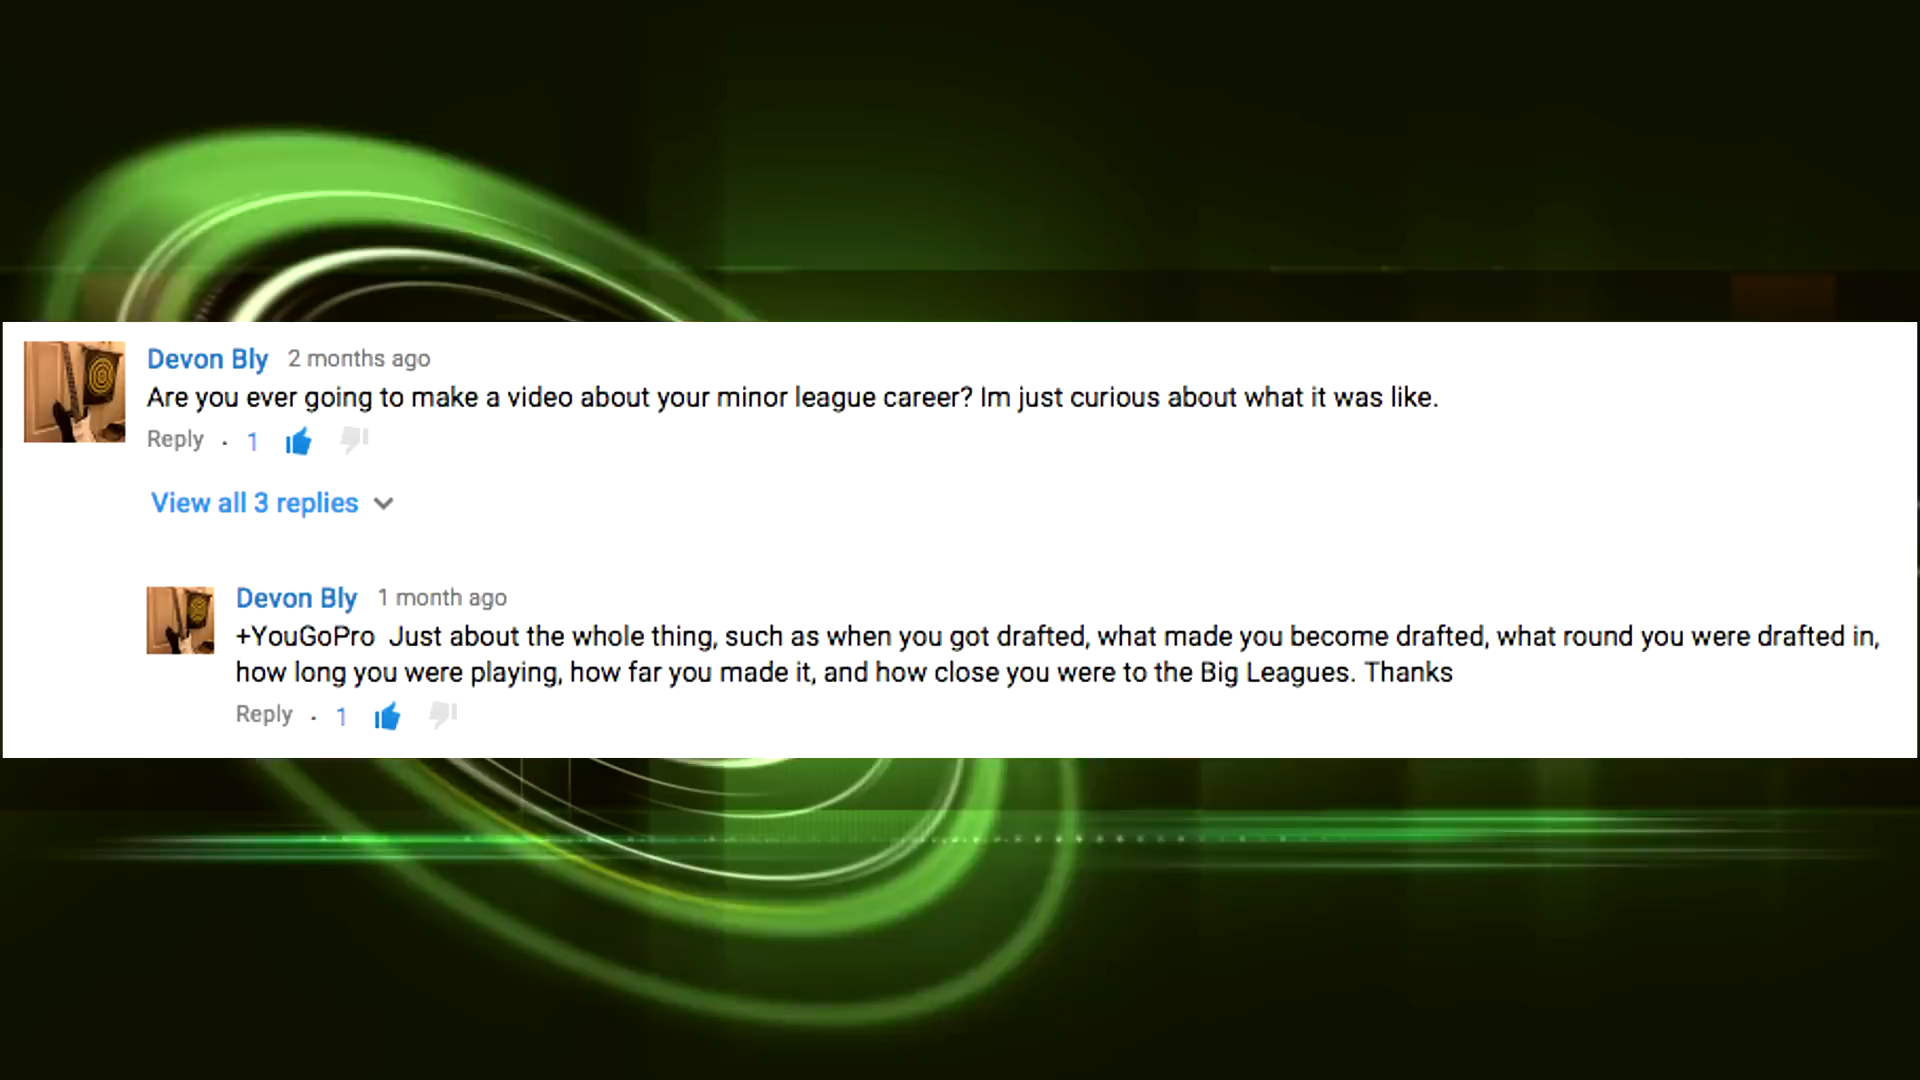 Devon Bly 2 months ago
Are you ever going to make a video about your minor league career? Im just curious about what it was like.
Reply . 1
View all 3 replies
Devon Bly 1 month ago
+YouGoPro Just about the whole thing, such as when you got drafted, what made you become drafted, what round you were drafted in,
how long you were playing, how far you made it, and how close you were to the Big Leagues. Thanks
Reply . 1